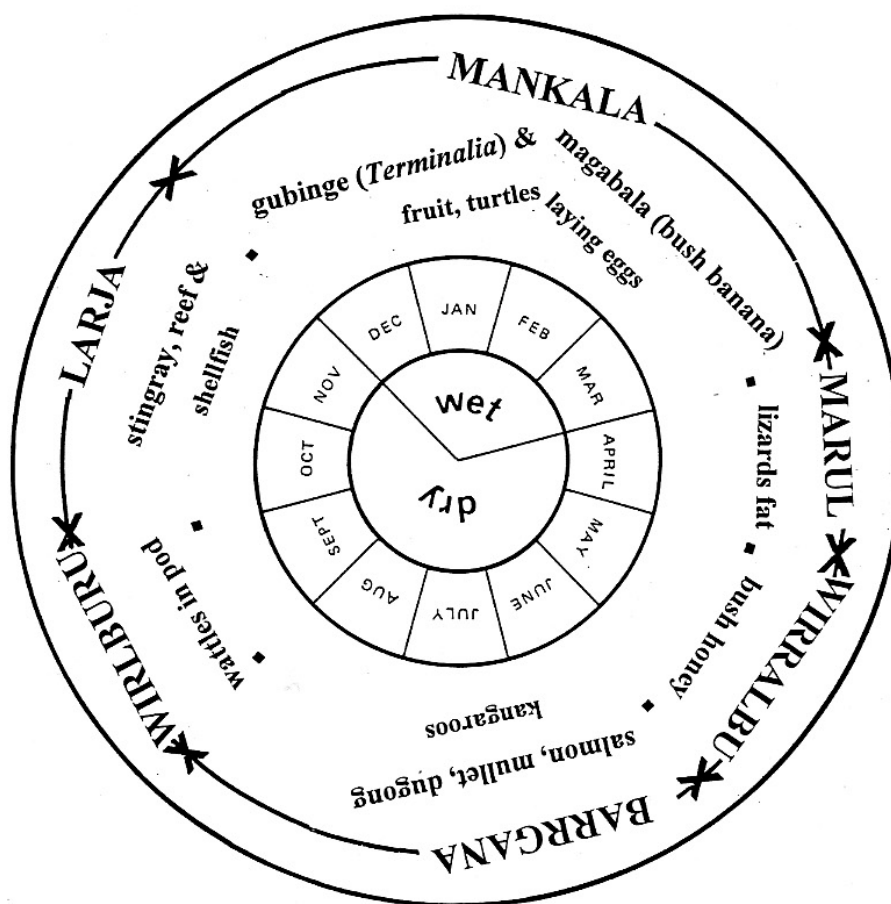 MANKALA
MARUL
WIRRALBU
BARRGANA
WIRLBURU
LARJA
gubinge (Terminalia) & magabala (bush banana)
fruit, turtles laying eggs
lizards fat
bush honey
salmon, mullet, dugong
kangaroos
wattles in pod
stingray, reef &
shellfish
JAN
FEB
MAR
APRIL
MAY
JUNE
JULY
AUG
SEPT
OCT
NOV
DEC
wet
dry